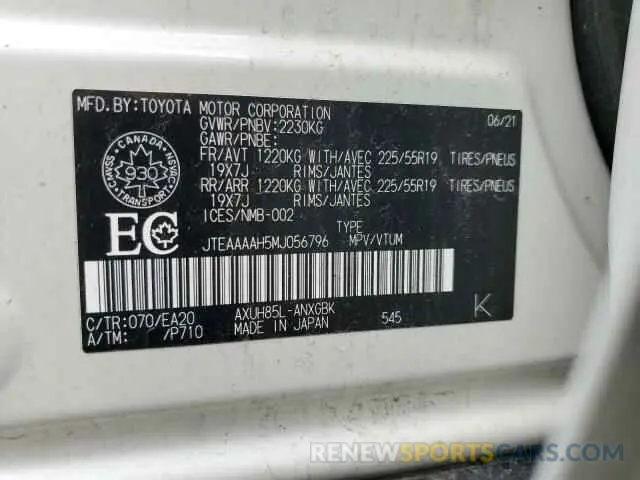 MFD.BY:TOYOTA MOTOR CORPORATION 06/21
GVWR/PNBV:2230KG
GAWR/PNBE:
FR/AVT 1220KG WITH/AVEC 225/55R19 TIRES/PNEUS
19X7J RIMS/JANTES
RR/ARR 1220KG WITH/AVEC 225/55R19 TIRES/PNEUS
19X7J RIMS/JANTES
ICES/NMB-002
CANADA
930
TRANSPORT
CMVSS NSVAC
EC
TYPE
JTEAAAAH5MJ056796 MPV/VTUM
C/TR:070/EA20 AXUH85L-ANXGBK
A/TM: /P710 MADE IN JAPAN 545 K
RENEWSPORTSCARS.COM